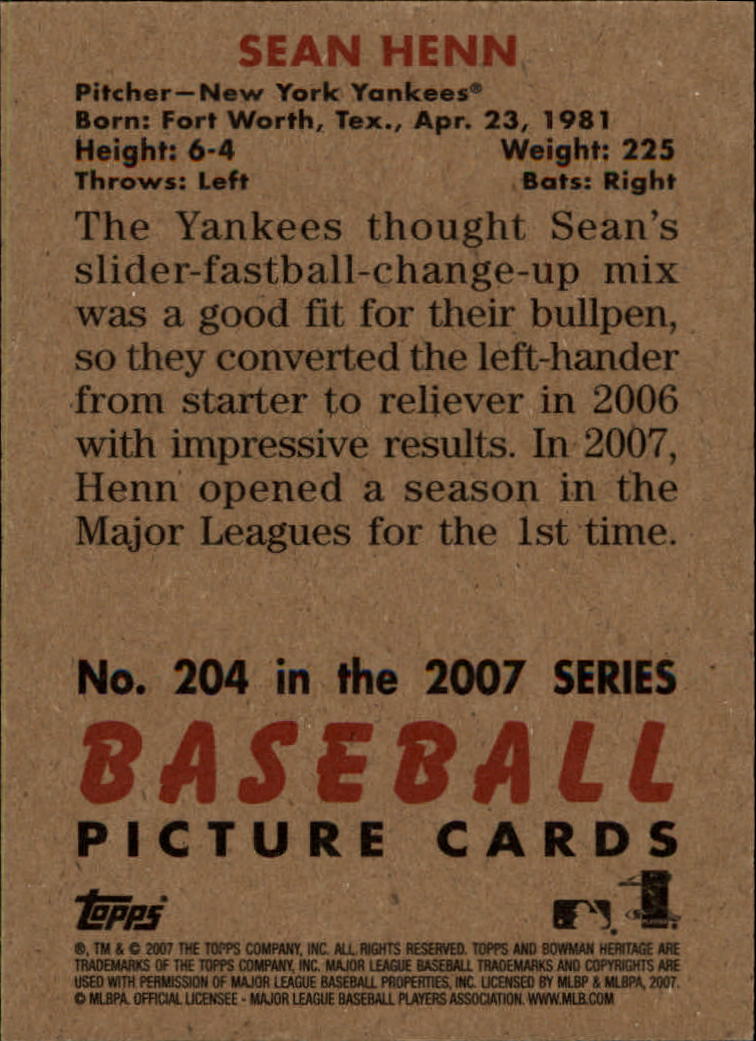 SEAN HENN
Pitcher—New York Yankees®
Born: Fort Worth, Tex., Apr. 23, 1981
Height: 6-4 Weight: 225
Throws: Left Bats: Right
The Yankees thought Sean's
slider-fastball-change-up mix
was a good fit for their bullpen,
so they converted the left-hander
from starter to reliever in 2006
with impressive results. In 2007,
Henn opened a season in the
Major Leagues for the 1st time.
No. 204 in the 2007 SERIES
BASEBALL
PICTURE CARDS
topps
®, TM & © 2007 THE TOPPS COMPANY, INC. ALL RIGHTS RESERVED. TOPPS AND BOWMAN HERITAGE ARE
TRADEMARKS OF THE TOPPS COMPANY, INC. MAJOR LEAGUE BASEBALL TRADEMARKS AND COPYRIGHTS ARE
USED WITH PERMISSION OF MAJOR LEAGUE BASEBALL PROPERTIES, INC. LICENSED BY MLBP & MLBPA, 2007.
© MLBPA. OFFICIAL LICENSEE - MAJOR LEAGUE BASEBALL PLAYERS ASSOCIATION. WWW.MLB.COM